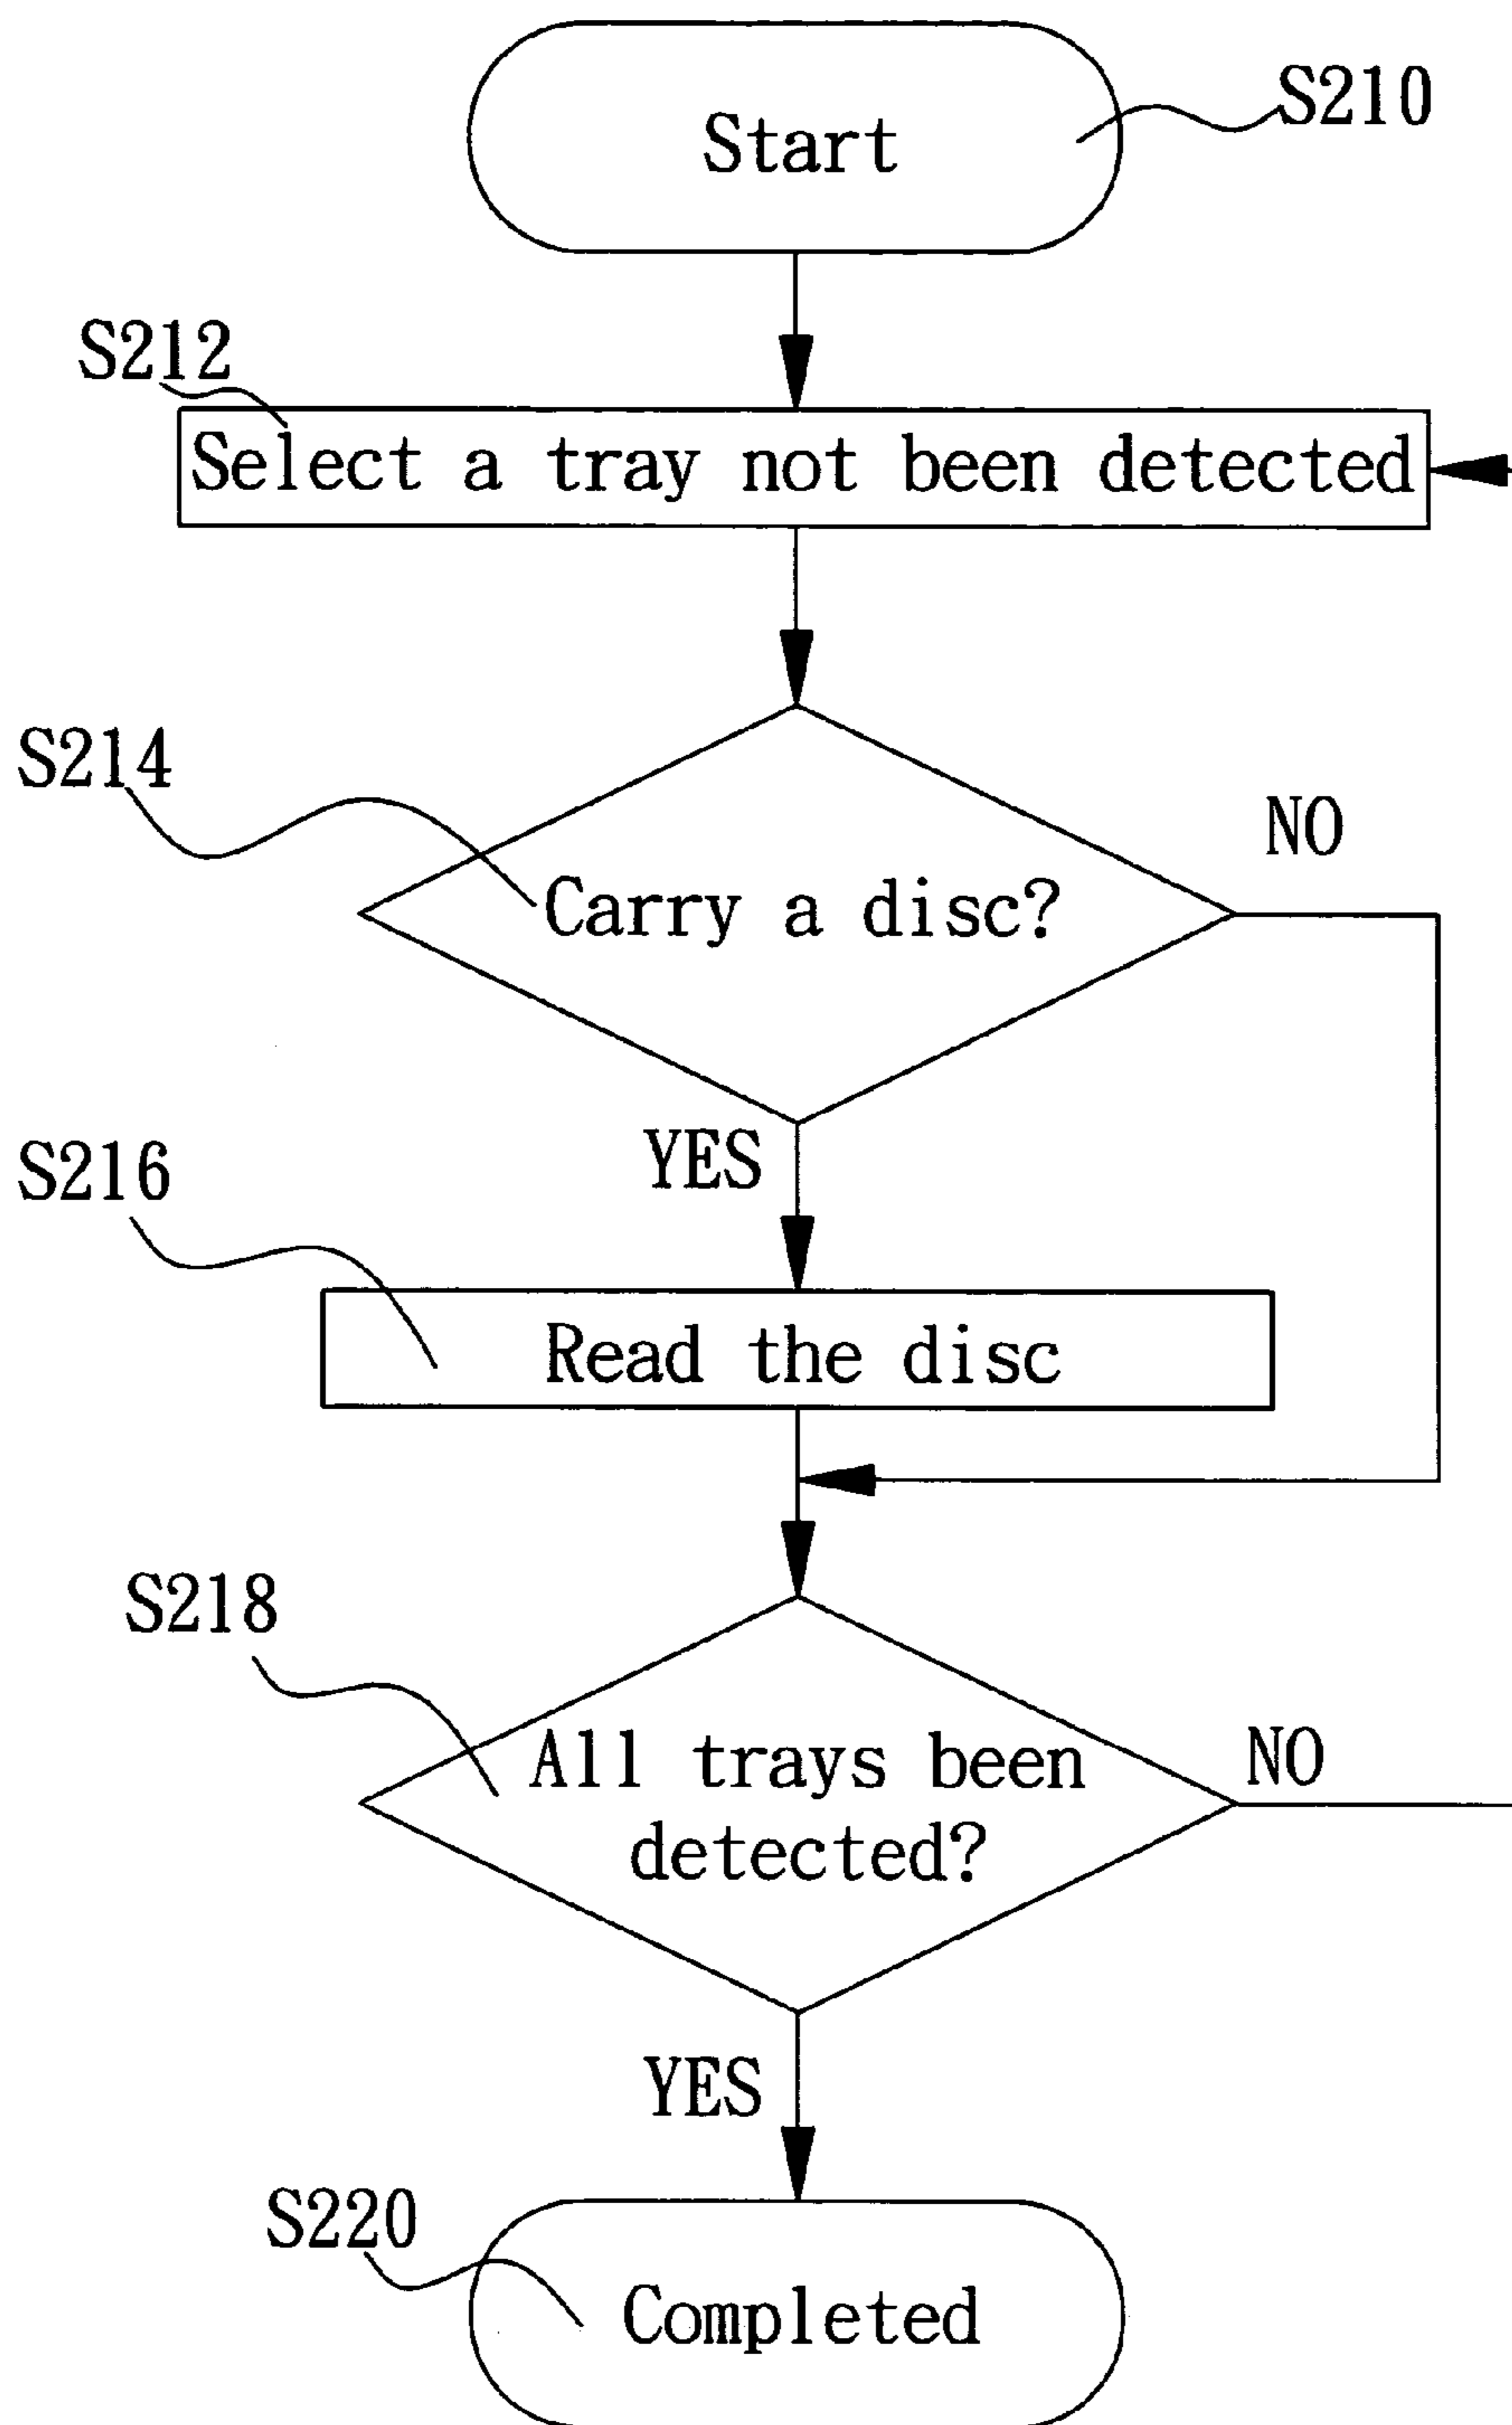 Start
S210
S212
Select a tray not been detected
S214
NO
Carry a disc?
YES
S216
Read the disc
S218
All trays been
detected?
NO
YES
S220
Completed